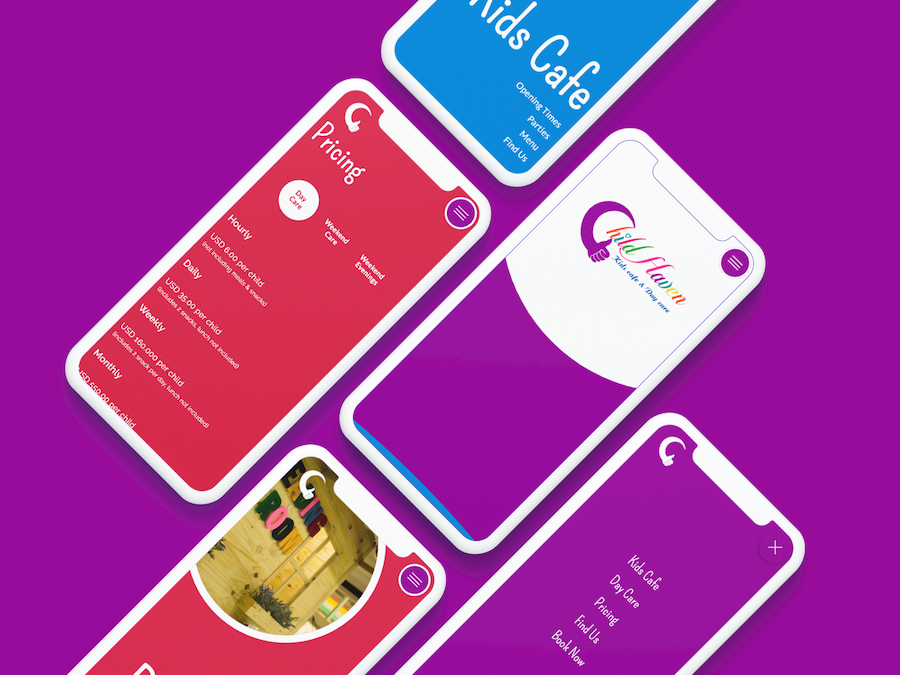 Kids Cafe
Opening Times
Parties
Menu
Find Us
Pricing
Day
Care
Weekend
Care
Weekend
Evenings
Hourly
USD 6.00 per child
(not including meals & snacks)
Daily
USD 35.00 per child
(includes 2 snacks, lunch not included)
Weekly
USD 160.000 per child
(includes 2 snack per day, lunch not included)
Monthly
USD 550.00 per child
Child Haven
Kids cafe & Day care
Kids Cafe
Day Care
Pricing
Find Us
Book Now